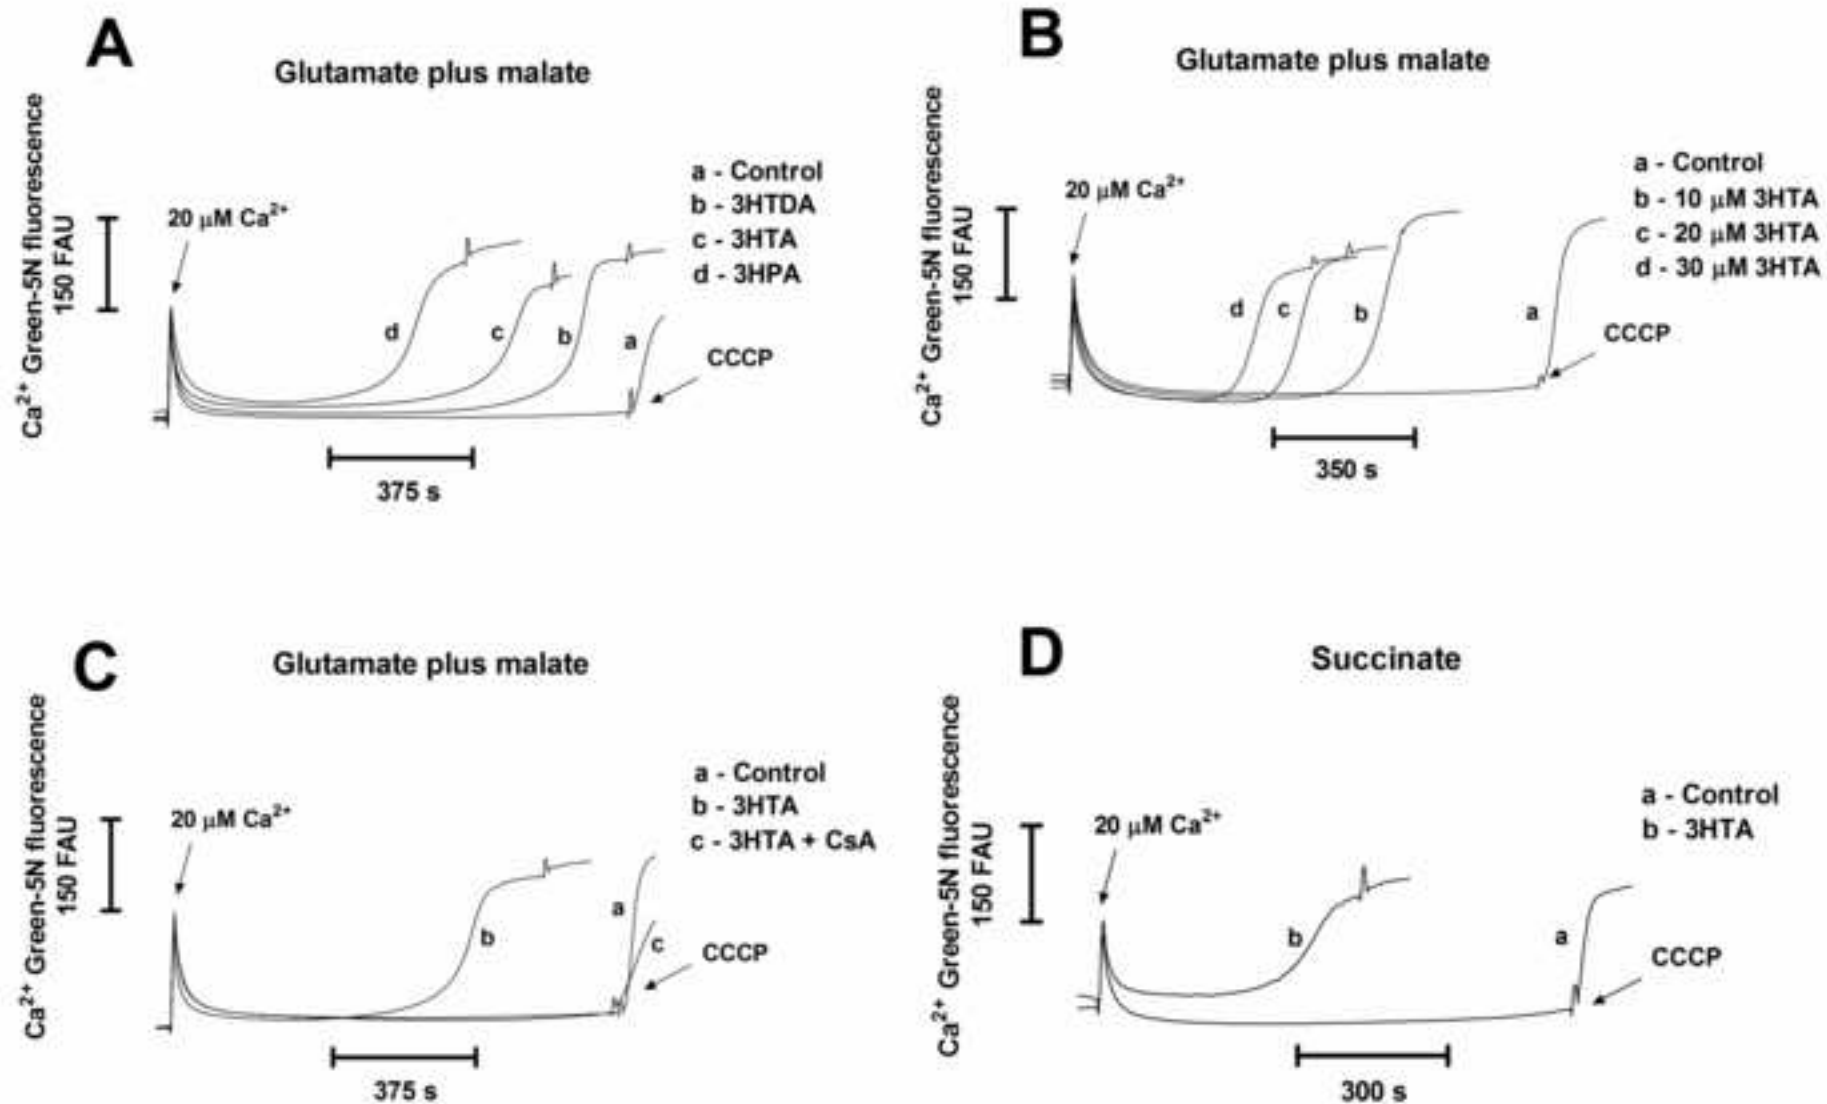 A
Glutamate plus malate
Ca²⁺ Green-5N fluorescence
150 FAU
20 μM Ca²⁺
a - Control
b - 3HTDA
c - 3HTA
d - 3HPA
d
c
b
a
CCCP
375 s
B
Glutamate plus malate
Ca²⁺ Green-5N fluorescence
150 FAU
20 μM Ca²⁺
a - Control
b - 10 μM 3HTA
c - 20 μM 3HTA
d - 30 μM 3HTA
d
c
b
a
CCCP
350 s
C
Glutamate plus malate
Ca²⁺ Green-5N fluorescence
150 FAU
20 μM Ca²⁺
a - Control
b - 3HTA
c - 3HTA + CsA
a
b
c
CCCP
375 s
D
Succinate
Ca²⁺ Green-5N fluorescence
150 FAU
20 μM Ca²⁺
a - Control
b - 3HTA
b
a
CCCP
300 s